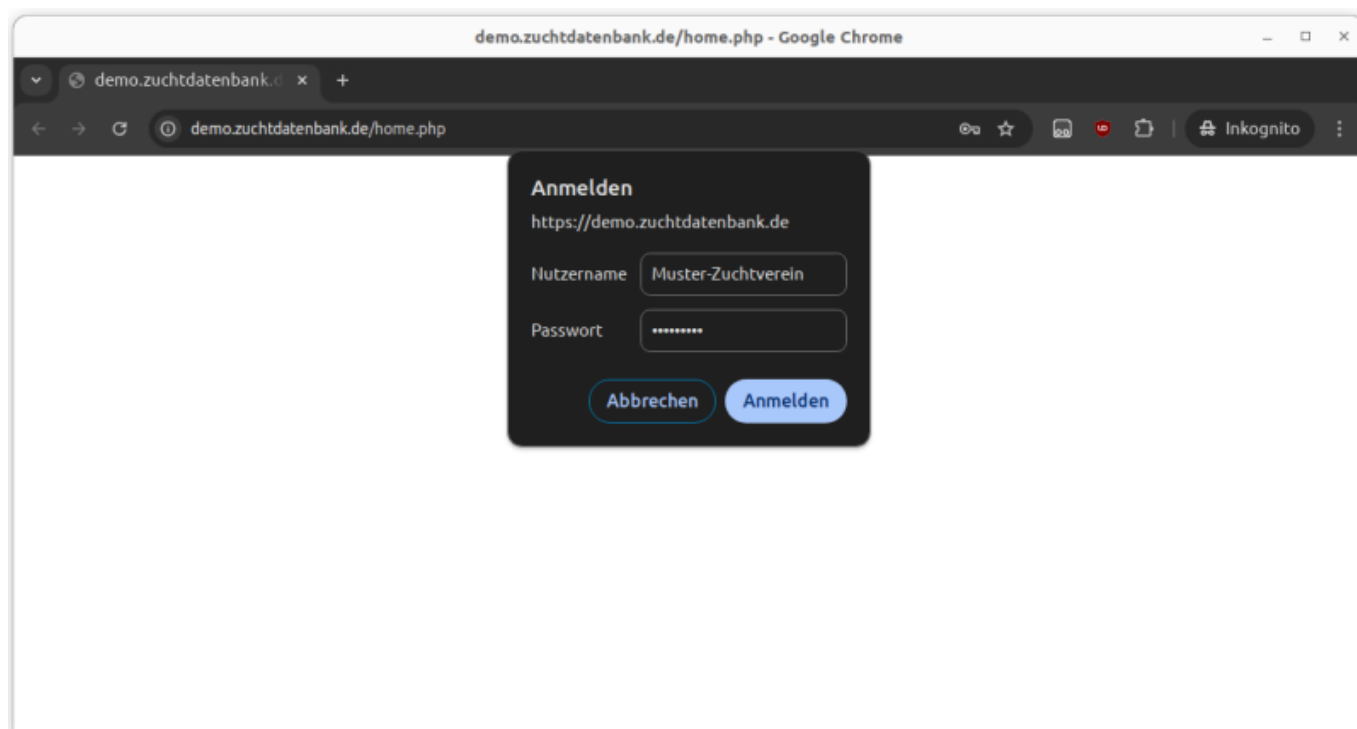 demo.zuchtdatenbank.de/home.php - Google Chrome
demo.zuchtdatenbank.d
demo.zuchtdatenbank.de/home.php
Inkognito
Anmelden
https://demo.zuchtdatenbank.de
Nutzername Muster-Zuchtverein
Passwort •••••••••
Abbrechen Anmelden